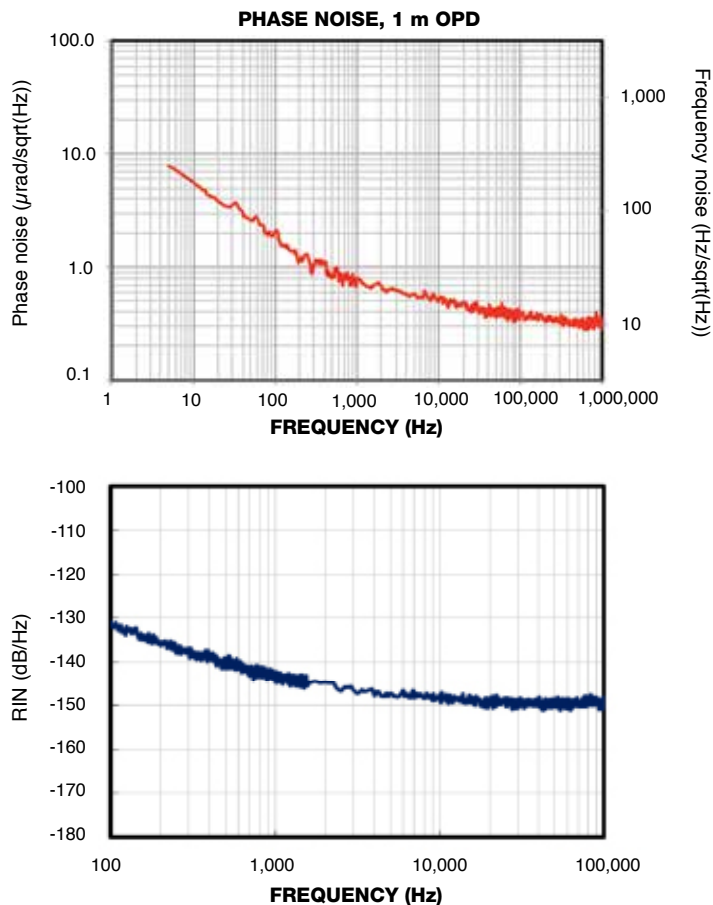 PHASE NOISE, 1 m OPD
Phase noise (µrad/sqrt(Hz))
100.0
10.0
1.0
0.1
1,000
100
10
Frequency noise (Hz/sqrt(Hz))
1 10 100 1,000 10,000 100,000 1,000,000
FREQUENCY (Hz)
RIN (dB/Hz)
-100
-110
-120
-130
-140
-150
-160
-170
-180
100 1,000 10,000 100,000
FREQUENCY (Hz)